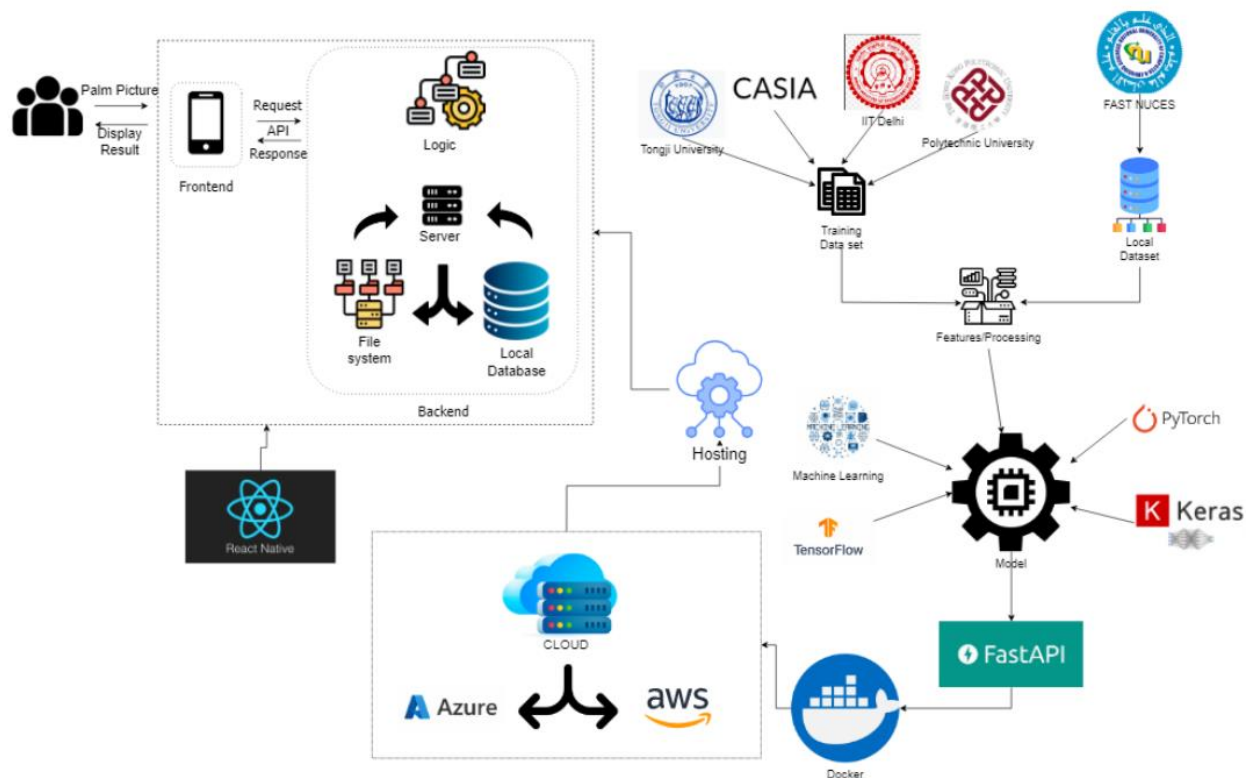 Palm Picture
Display
Result
Frontend
Request
API
Response
Logic
Server
File
system
Local
Database
Backend
React Native
Hosting
CLOUD
Azure
aws
Tongji University
CASIA
IIT Delhi
Polytechnic University
FAST NUCES
Training
Data set
Local
Dataset
Features/Processing
Machine Learning
TensorFlow
PyTorch
K Keras
Model
FastAPI
Docker